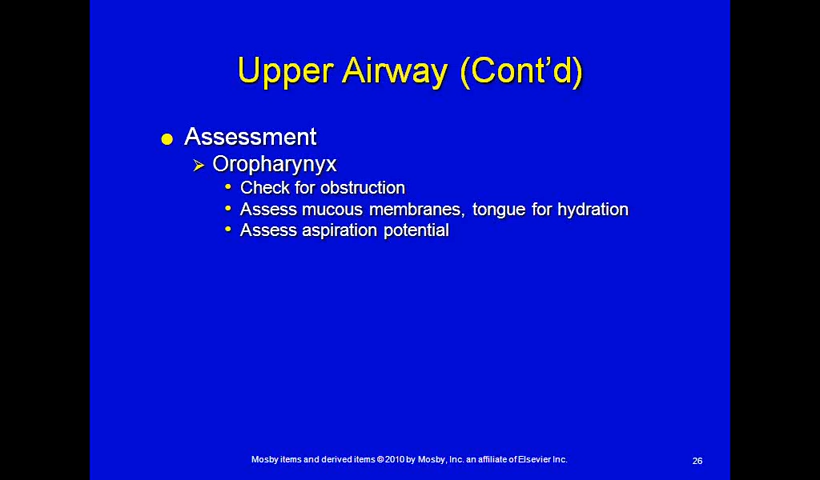 Upper Airway (Cont’d)
Assessment
Oropharynyx
Check for obstruction
Assess mucous membranes, tongue for hydration
Assess aspiration potential
Mosby items and derived items © 2010 by Mosby, Inc. an affiliate of Elsevier Inc.
26